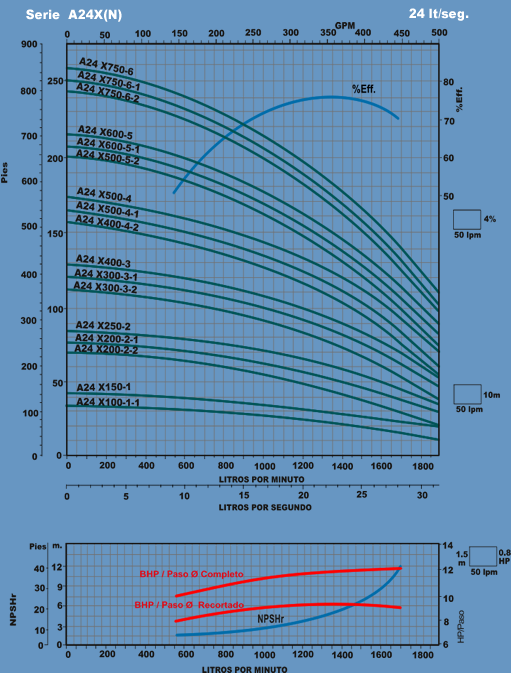 Serie A24X(N)
24 lt/seg.
GPM
0 50 100 150 200 250 300 350 400 450 500
900
800
700
600
500
400
300
200
100
0
Pies
250
200
150
100
50
0
A24 X750-6
A24 X750-6-1
A24 X750-6-2
A24 X600-5
A24 X600-5-1
A24 X500-5-2
A24 X500-4
A24 X500-4-1
A24 X400-4-2
A24 X400-3
A24 X300-3-1
A24 X300-3-2
A24 X250-2
A24 X200-2-1
A24 X200-2-2
A24 X150-1
A24 X100-1-1
%Eff.
80
70
60
50
%Eff.
4%
50 lpm
10m
50 lpm
0 200 400 600 800 1000 1200 1400 1600 1800
LITROS POR MINUTO
0 5 10 15 20 25 30
LITROS POR SEGUNDO
Pies m.
40
30
20
10
0
12
9
6
3
0
NPSHr
BHP / Paso Ø Completo
BHP / Paso Ø Recortado
NPSHr
14
12
10
8
6
HP/Paso
1.5 m
0.8 HP
50 lpm
0 200 400 600 800 1000 1200 1400 1600 1800
LITROS POR MINUTO